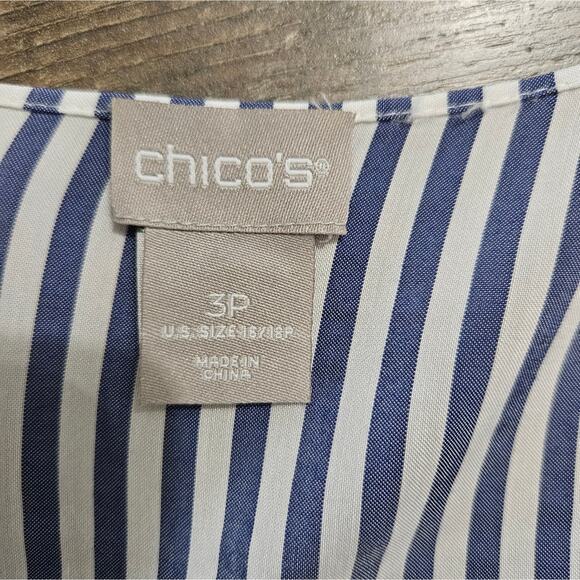 chico's®
3P
U.S. SIZE 16/18P
MADE IN
CHINA